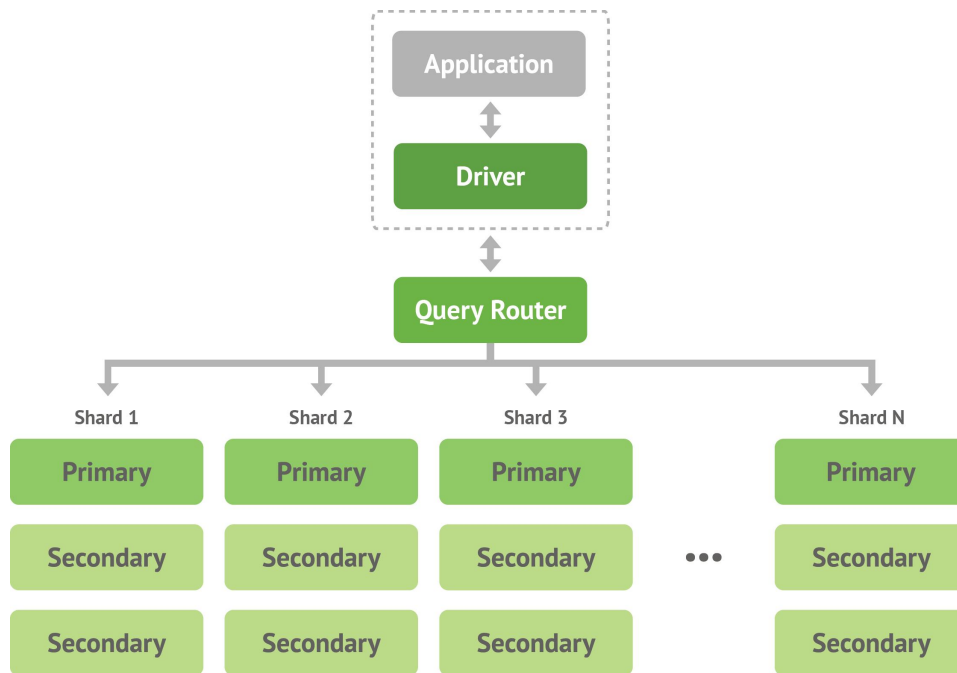 Application
Driver
Query Router
Shard 1 Shard 2 Shard 3 Shard N
Primary Primary Primary Primary
Secondary Secondary Secondary ... Secondary
Secondary Secondary Secondary Secondary